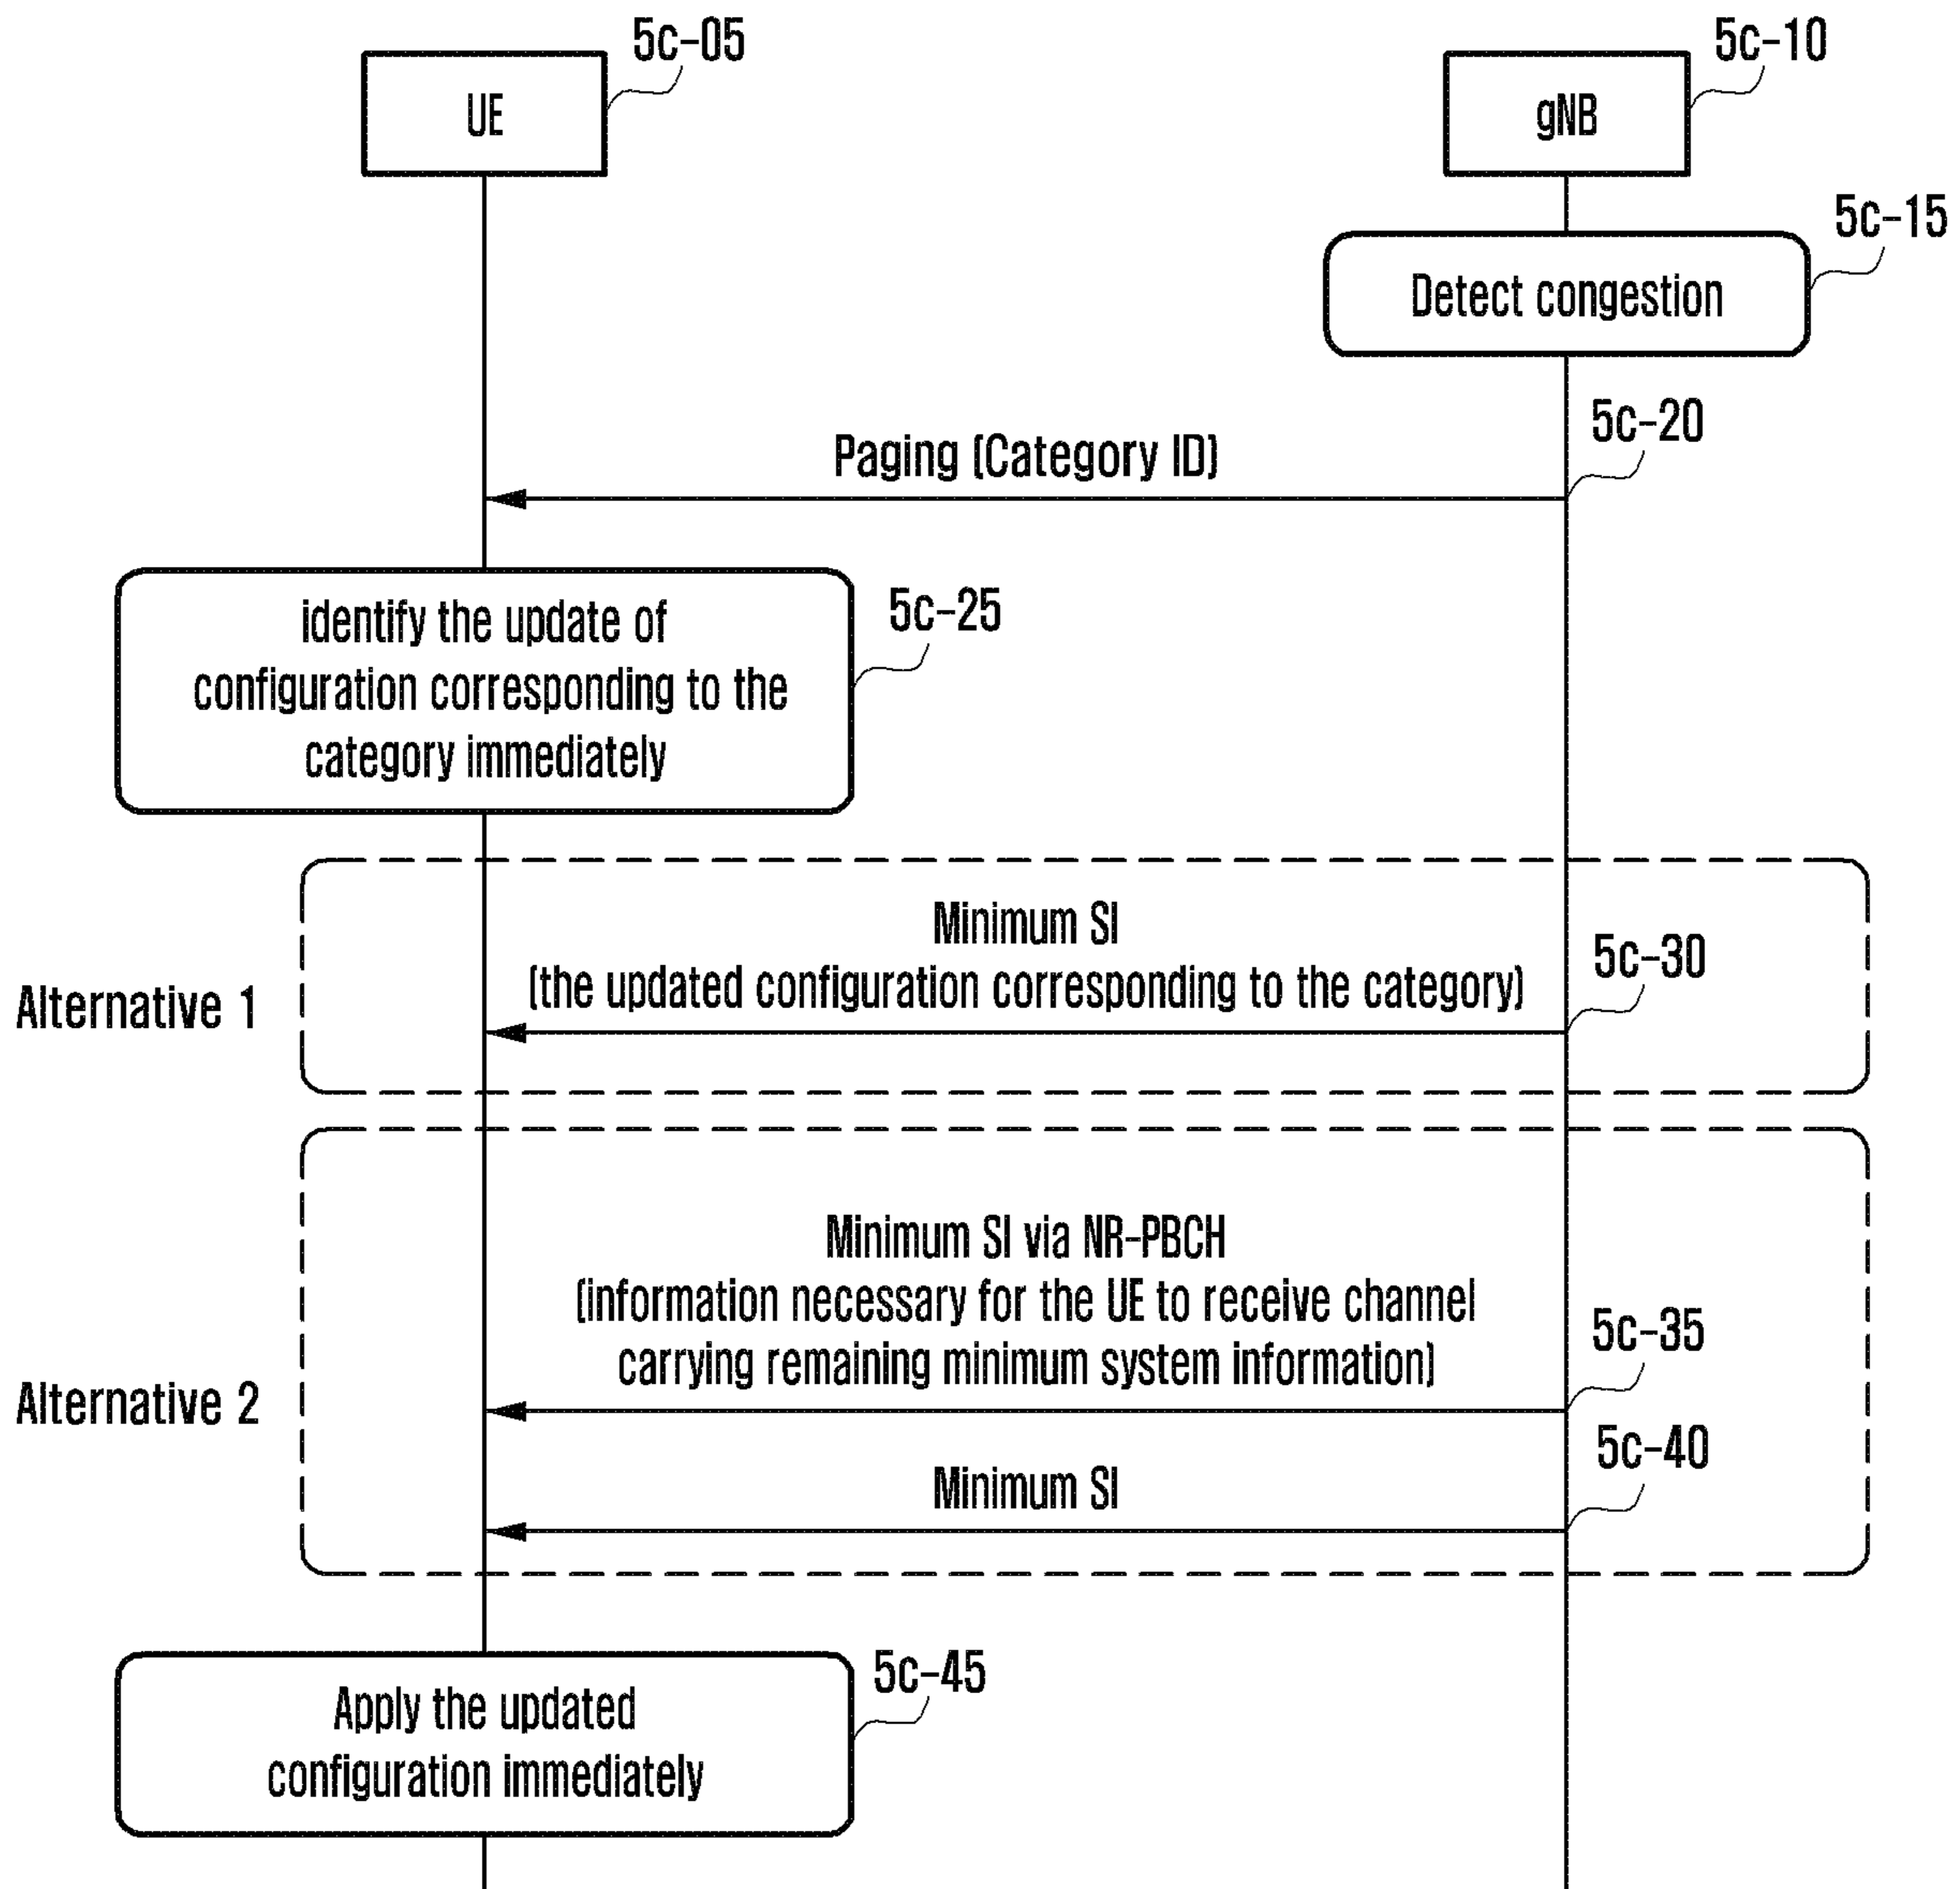 5c-05
5c-10
UE
gNB
5c-15
Detect congestion
5c-20
Paging (Category ID)
identify the update of
configuration corresponding to the
category immediately
5c-25
Minimum SI
(the updated configuration corresponding to the category)
5c-30
Alternative 1
Minimum SI via NR-PBCH
(information necessary for the UE to receive channel
carrying remaining minimum system information)
5c-35
Alternative 2
5c-40
Minimum SI
5c-45
Apply the updated
configuration immediately